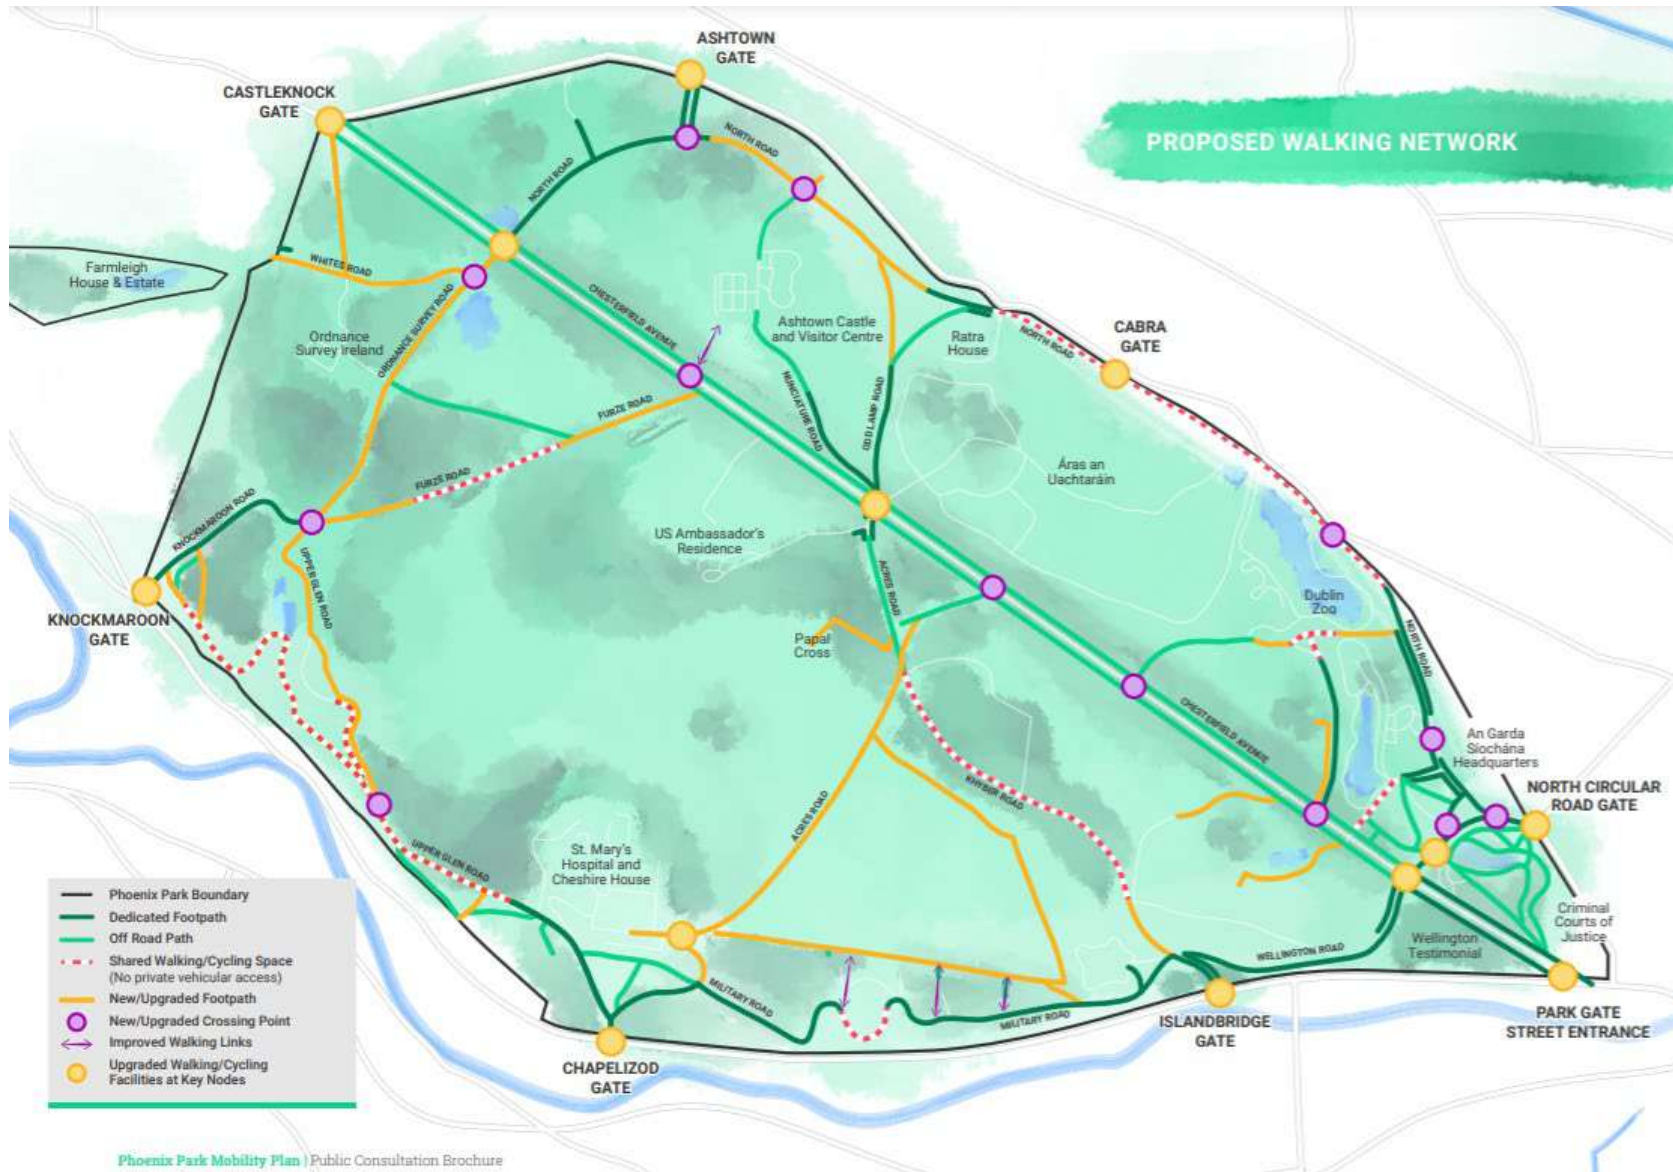 ASHTOWN
GATE
CASTLEKNOCK
GATE
PROPOSED WALKING NETWORK
NORTH ROAD
NORTH ROAD
WHITES ROAD
Farmleigh
House & Estate
ORDNANCE SURVEY ROAD
Ordnance
Survey Ireland
CHESTERFIELD AVENUE
Ashtown Castle
and Visitor Centre
Ratra
House
NORTH ROAD
CABRA
GATE
NUNCIATURE ROAD
ODD LAMP ROAD
FURZE ROAD
FURZE ROAD
Áras an
Uachtaráin
KNOCKMAROON ROAD
US Ambassador's
Residence
UPPER GLEN ROAD
ACRES ROAD
KNOCKMAROON
GATE
Dublin
Zoo
Papal
Cross
NORTH ROAD
CHESTERFIELD AVENUE
An Garda
Síochána
Headquarters
KHYBER ROAD
NORTH CIRCULAR
ROAD GATE
ACRES ROAD
UPPER GLEN ROAD
St. Mary's
Hospital and
Cheshire House
Criminal
Courts of
Justice
Wellington
Testimonial
WELLINGTON ROAD
MILITARY ROAD
MILITARY ROAD
ISLANDBRIDGE
GATE
PARK GATE
STREET ENTRANCE
CHAPELIZOD
GATE
Phoenix Park Boundary
Dedicated Footpath
Off Road Path
Shared Walking/Cycling Space
(No private vehicular access)
New/Upgraded Footpath
New/Upgraded Crossing Point
Improved Walking Links
Upgraded Walking/Cycling
Facilities at Key Nodes
Phoenix Park Mobility Plan | Public Consultation Brochure